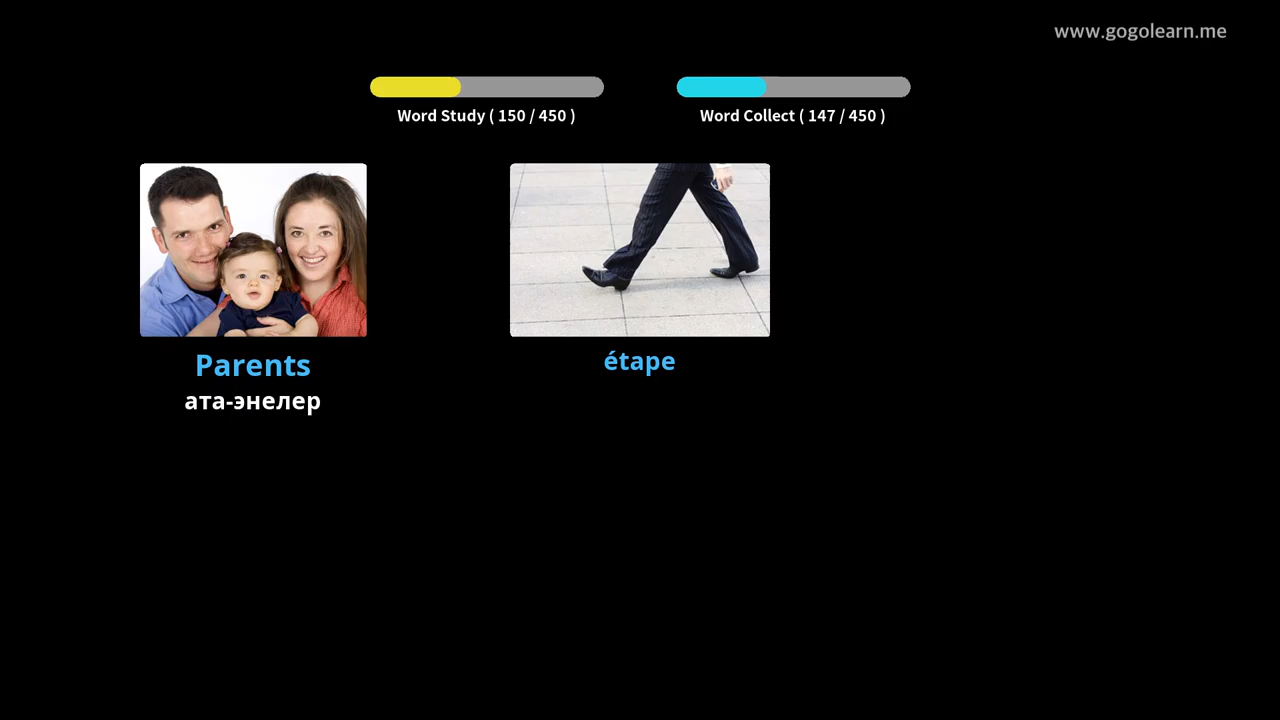 www.gogolearn.me
Word Study ( 150 / 450 )
Word Collect ( 147 / 450 )
Parents
ата-энелер
étape